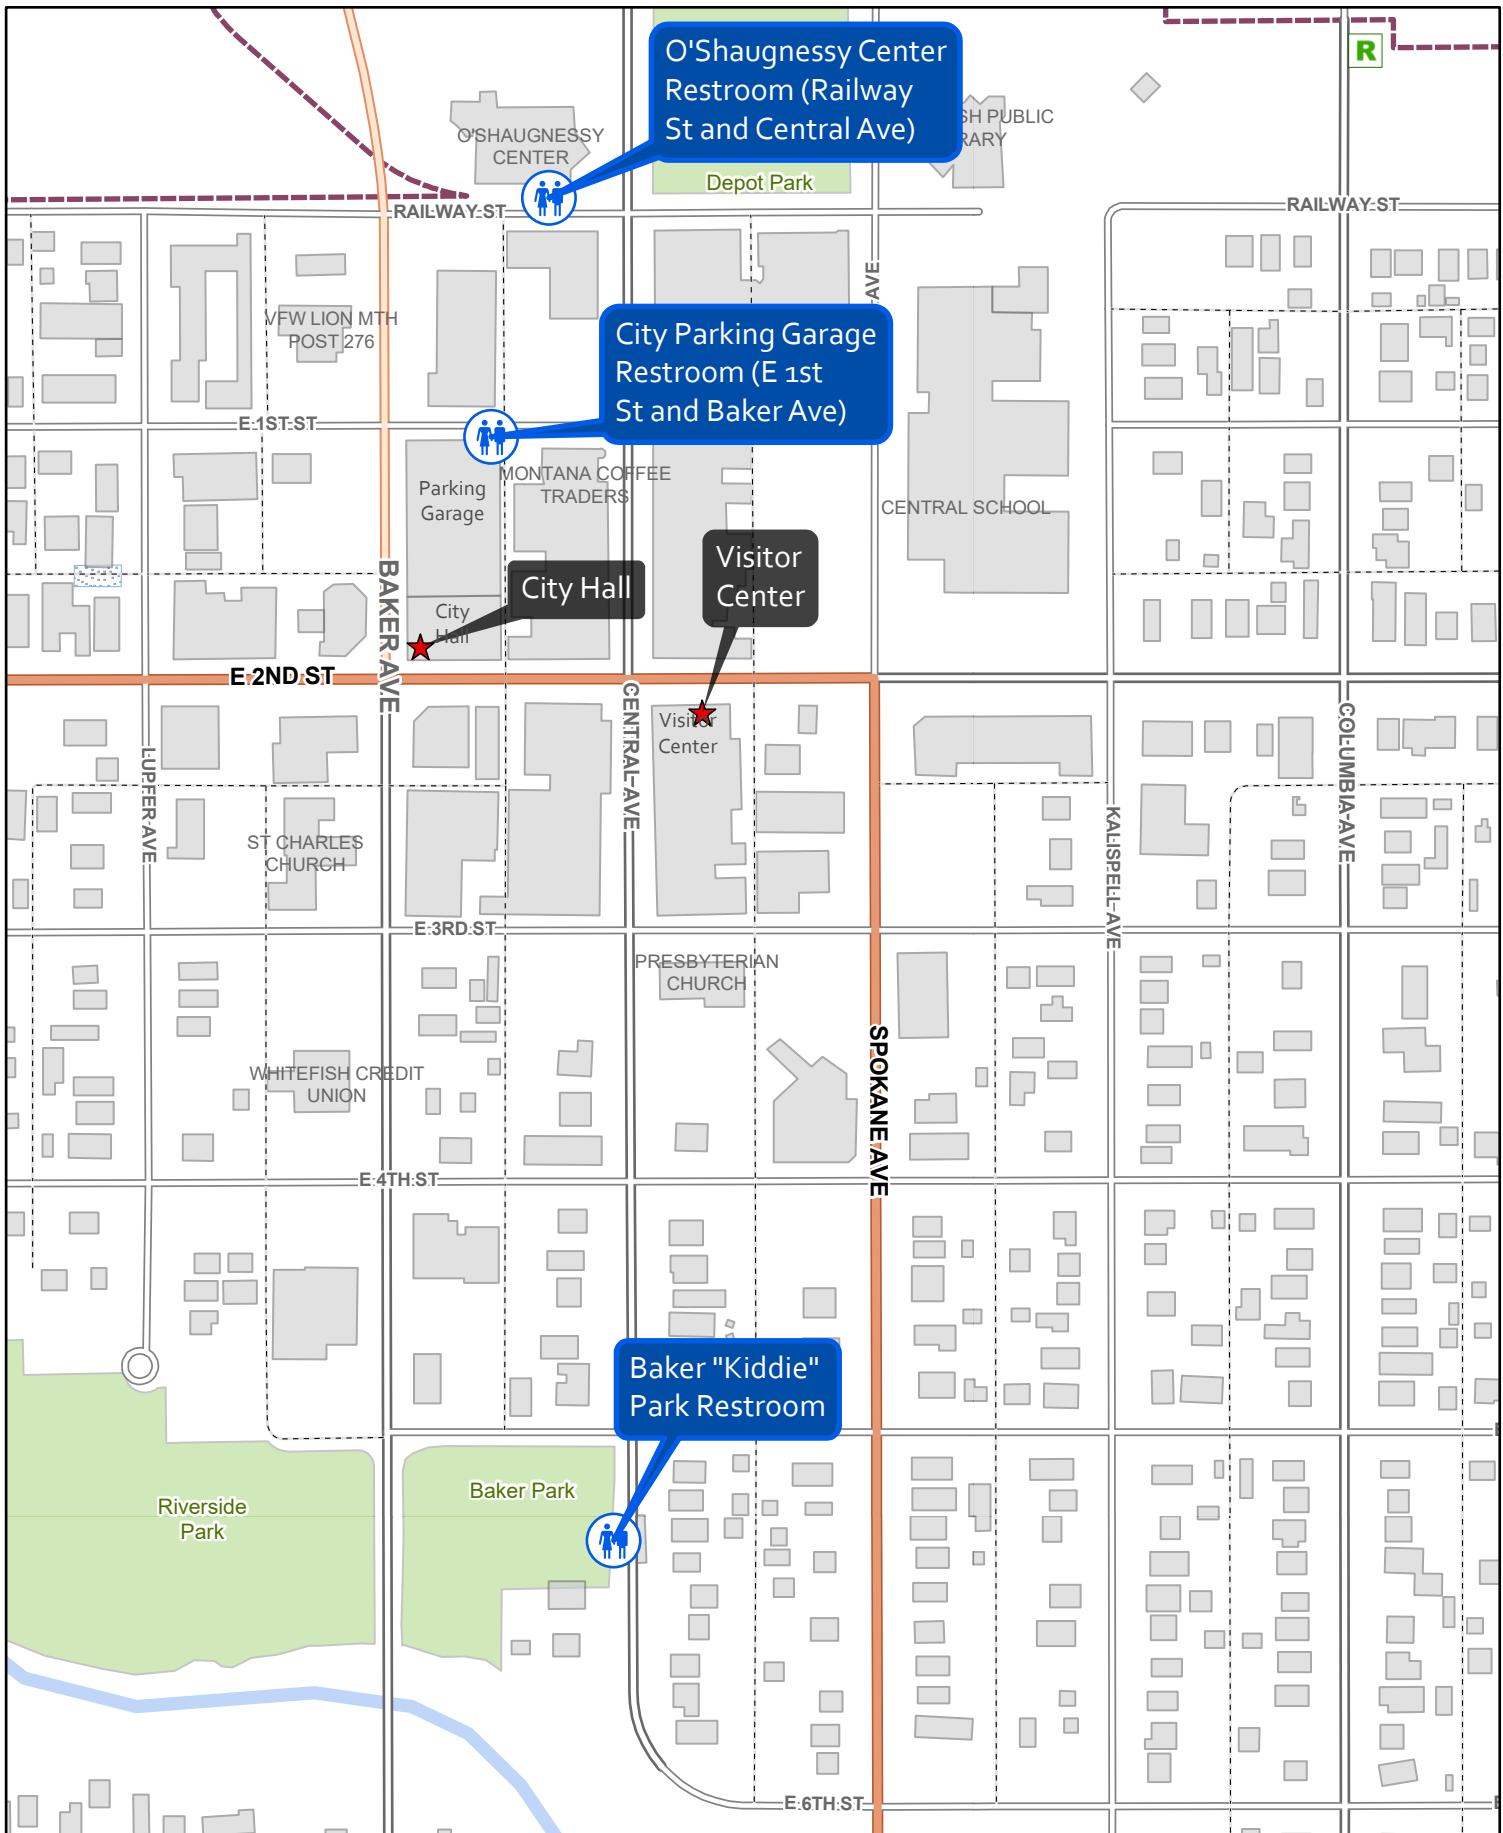 O'Shaugnessy Center
Restroom (Railway
St and Central Ave)
R
SH PUBLIC
RARY
O'SHAUGNESSY
CENTER
Depot Park
RAILWAY ST
RAILWAY ST
AVE
VFW LION MTH
POST 276
City Parking Garage
Restroom (E 1st
St and Baker Ave)
E 1ST ST
MONTANA COFFEE
TRADERS
Parking
Garage
CENTRAL SCHOOL
Visitor
Center
City Hall
City
Hall
BAKER AVE
E 2ND ST
Visitor
Center
CENTRAL AVE
LUPFER AVE
COLUMBIA AVE
KALISPELL AVE
ST CHARLES
CHURCH
E 3RD ST
PRESBYTERIAN
CHURCH
SPOKANE AVE
WHITEFISH CREDIT
UNION
E 4TH ST
Baker "Kiddie"
Park Restroom
Baker Park
Riverside
Park
E 6TH ST